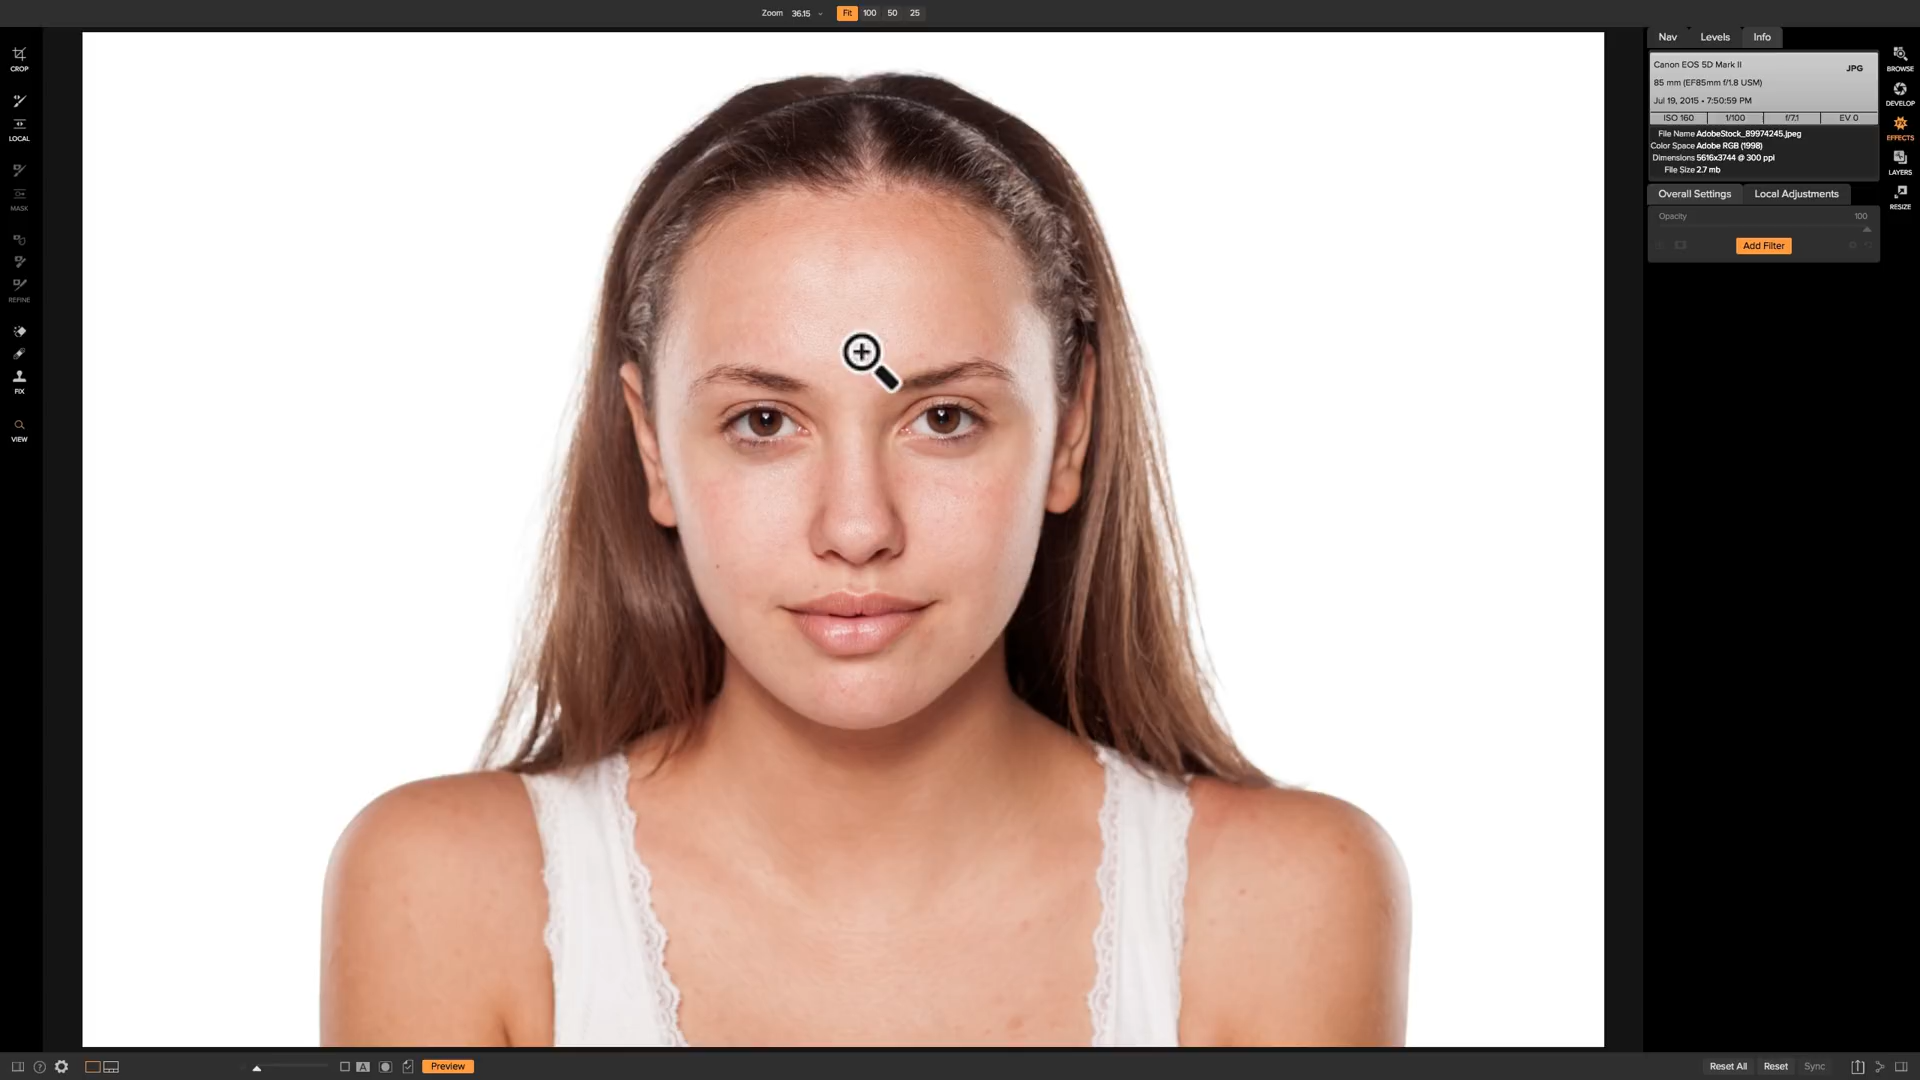 Zoom 36.15 Fit 100 50 25
Nav Levels Info
CROP
LOCAL
MASK
REFINE
FIX
VIEW
Canon EOS 5D Mark II JPG
85 mm (EF85mm f/1.8 USM)
Jul 19, 2015 • 7:50:59 PM
ISO 160 1/100 f/7.1 EV 0
File Name AdobeStock_89974245.jpeg
Color Space Adobe RGB (1998)
Dimensions 5616x3744 @ 300 ppi
File Size 2.7 mb
Overall Settings Local Adjustments
Opacity 100
Add Filter
BROWSE
DEVELOP
EFFECTS
LAYERS
RESIZE
? A Preview Reset All Reset Sync